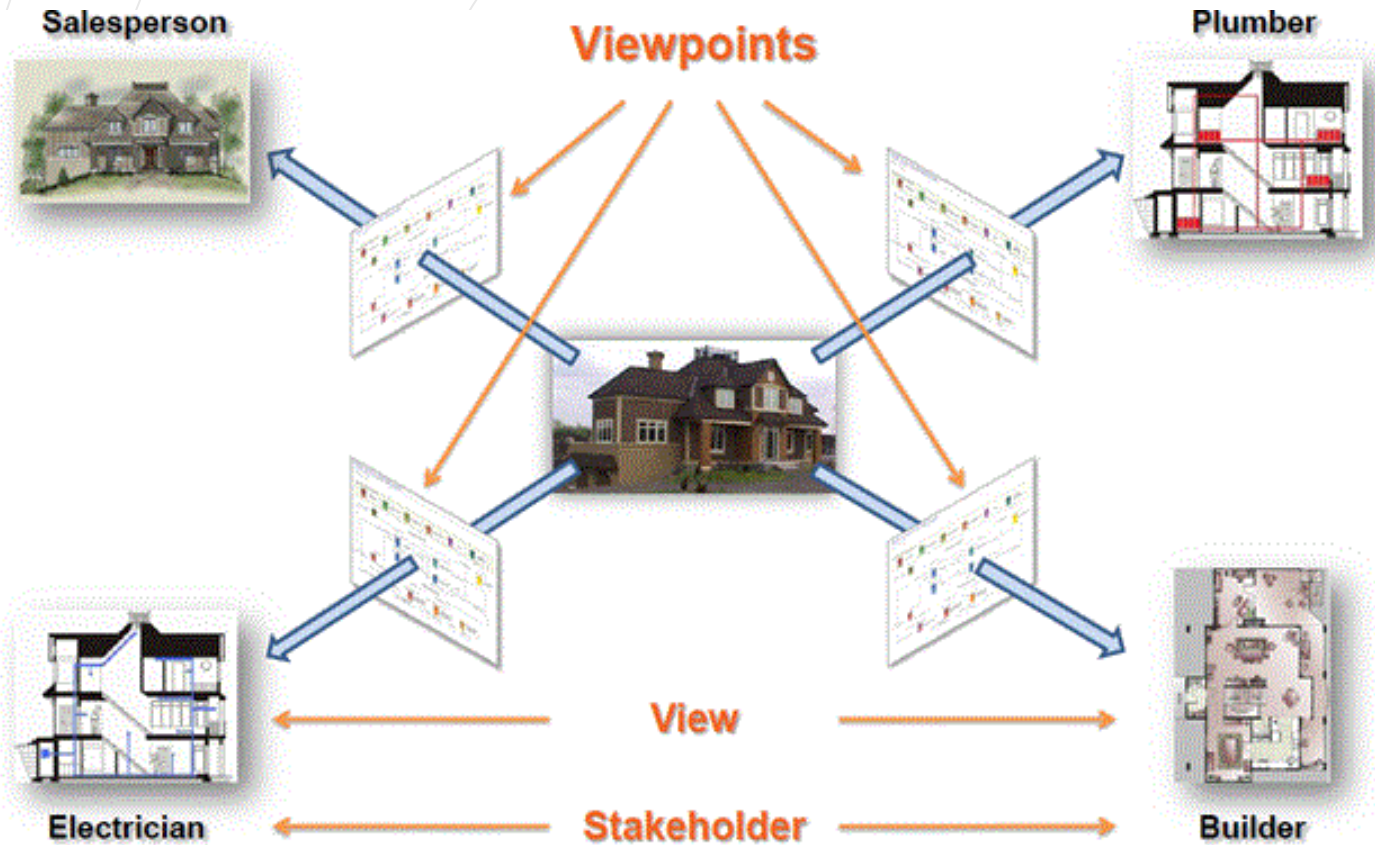 Salesperson
Viewpoints
Plumber
View
Stakeholder
Electrician
Builder